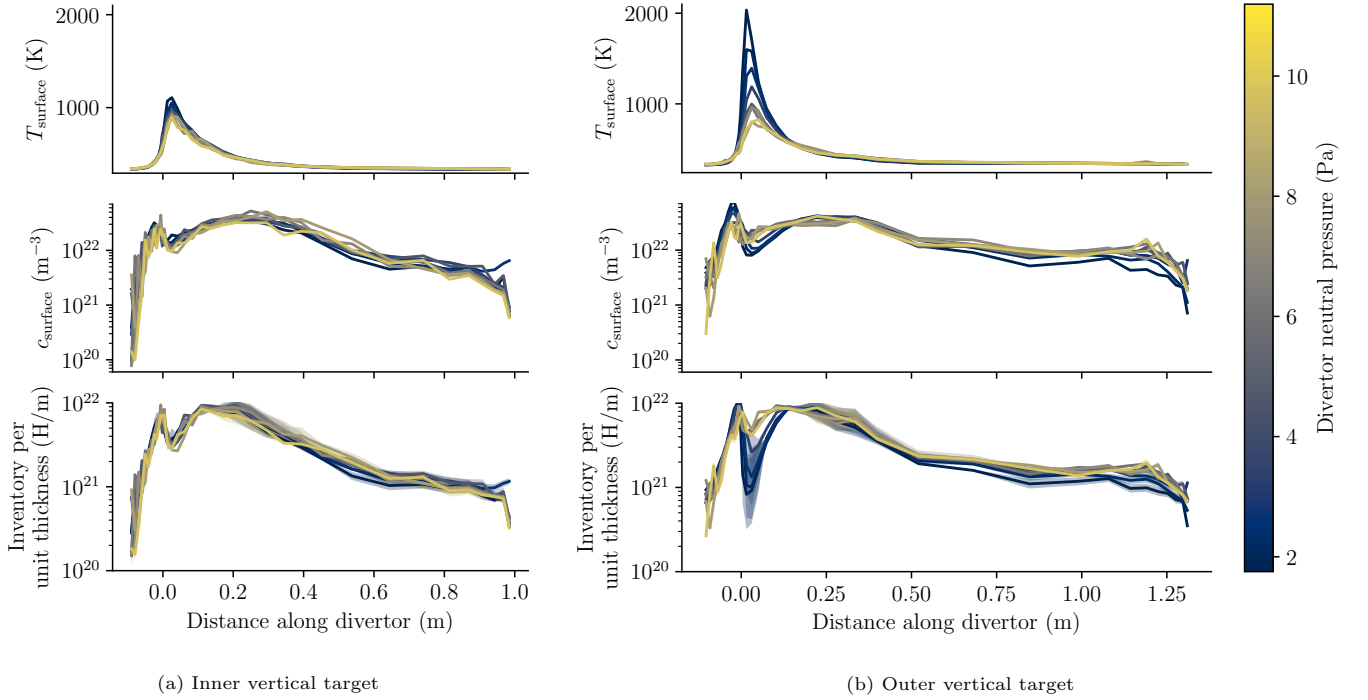 2000
1000
T_surface (K)
10^22
10^21
10^20
c_surface (m^−3)
10^22
10^21
10^20
Inventory per
unit thickness (H/m)
0.0 0.2 0.4 0.6 0.8 1.0
Distance along divertor (m)
(a) Inner vertical target
2000
1000
T_surface (K)
10^22
10^21
10^20
c_surface (m^−3)
10^22
10^21
10^20
Inventory per
unit thickness (H/m)
0.00 0.25 0.50 0.75 1.00 1.25
Distance along divertor (m)
(b) Outer vertical target
10
8
6
4
2
Divertor neutral pressure (Pa)